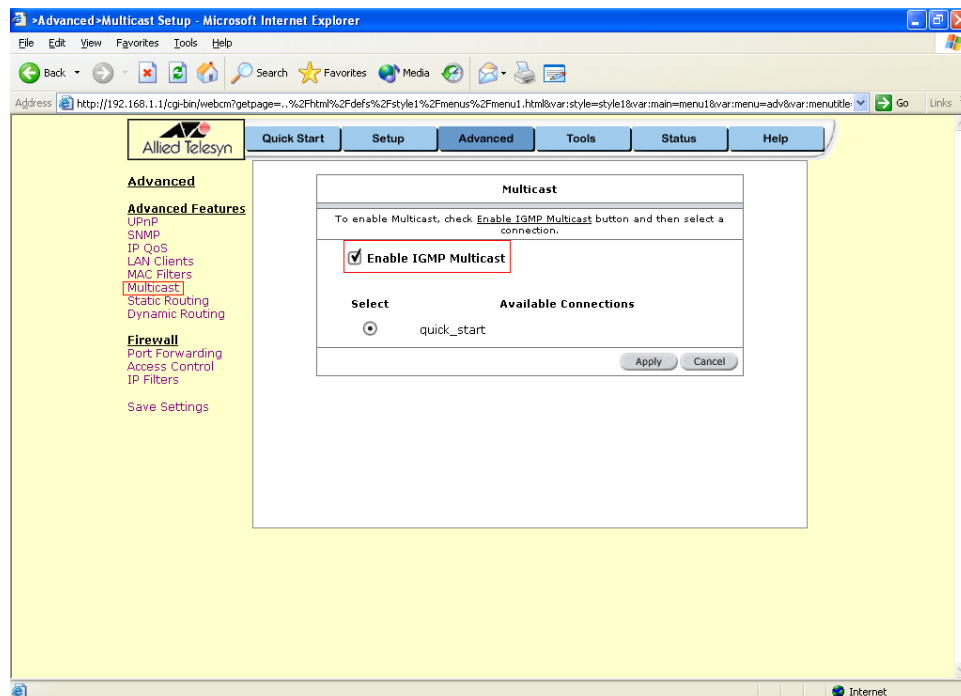 >Advanced>Multicast Setup - Microsoft Internet Explorer
File Edit View Favorites Tools Help
Back Search Favorites Media
Address http://192.168.1.1/cgi-bin/webcm?getpage=..%2Fhtml%2Fdefs%2Fstyle1%2Fmenus%2Fmenu1.html&var:style=style1&var:main=menu1&var:menu=adv&var:menutitle Go Links
Allied Telesyn
Quick Start Setup Advanced Tools Status Help
Advanced
Advanced Features
UPnP
SNMP
IP QoS
LAN Clients
MAC Filters
Multicast
Static Routing
Dynamic Routing
Firewall
Port Forwarding
Access Control
IP Filters
Save Settings
Multicast
To enable Multicast, check Enable IGMP Multicast button and then select a
connection.
Enable IGMP Multicast
Select Available Connections
quick_start
Apply Cancel
Internet